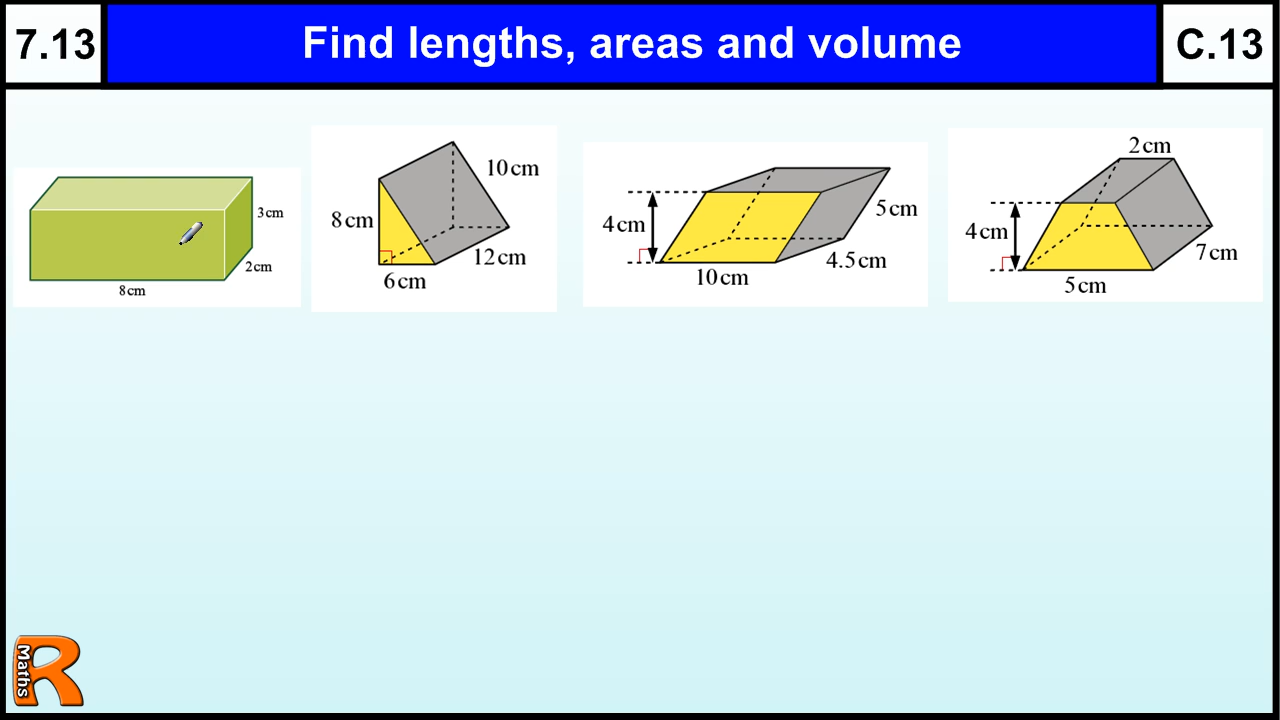 7.13
Find lengths, areas and volume
C.13
3cm
2cm
8cm
10cm
8cm
12cm
6cm
4cm
5cm
4.5cm
10cm
2cm
4cm
7cm
5cm
R
Maths